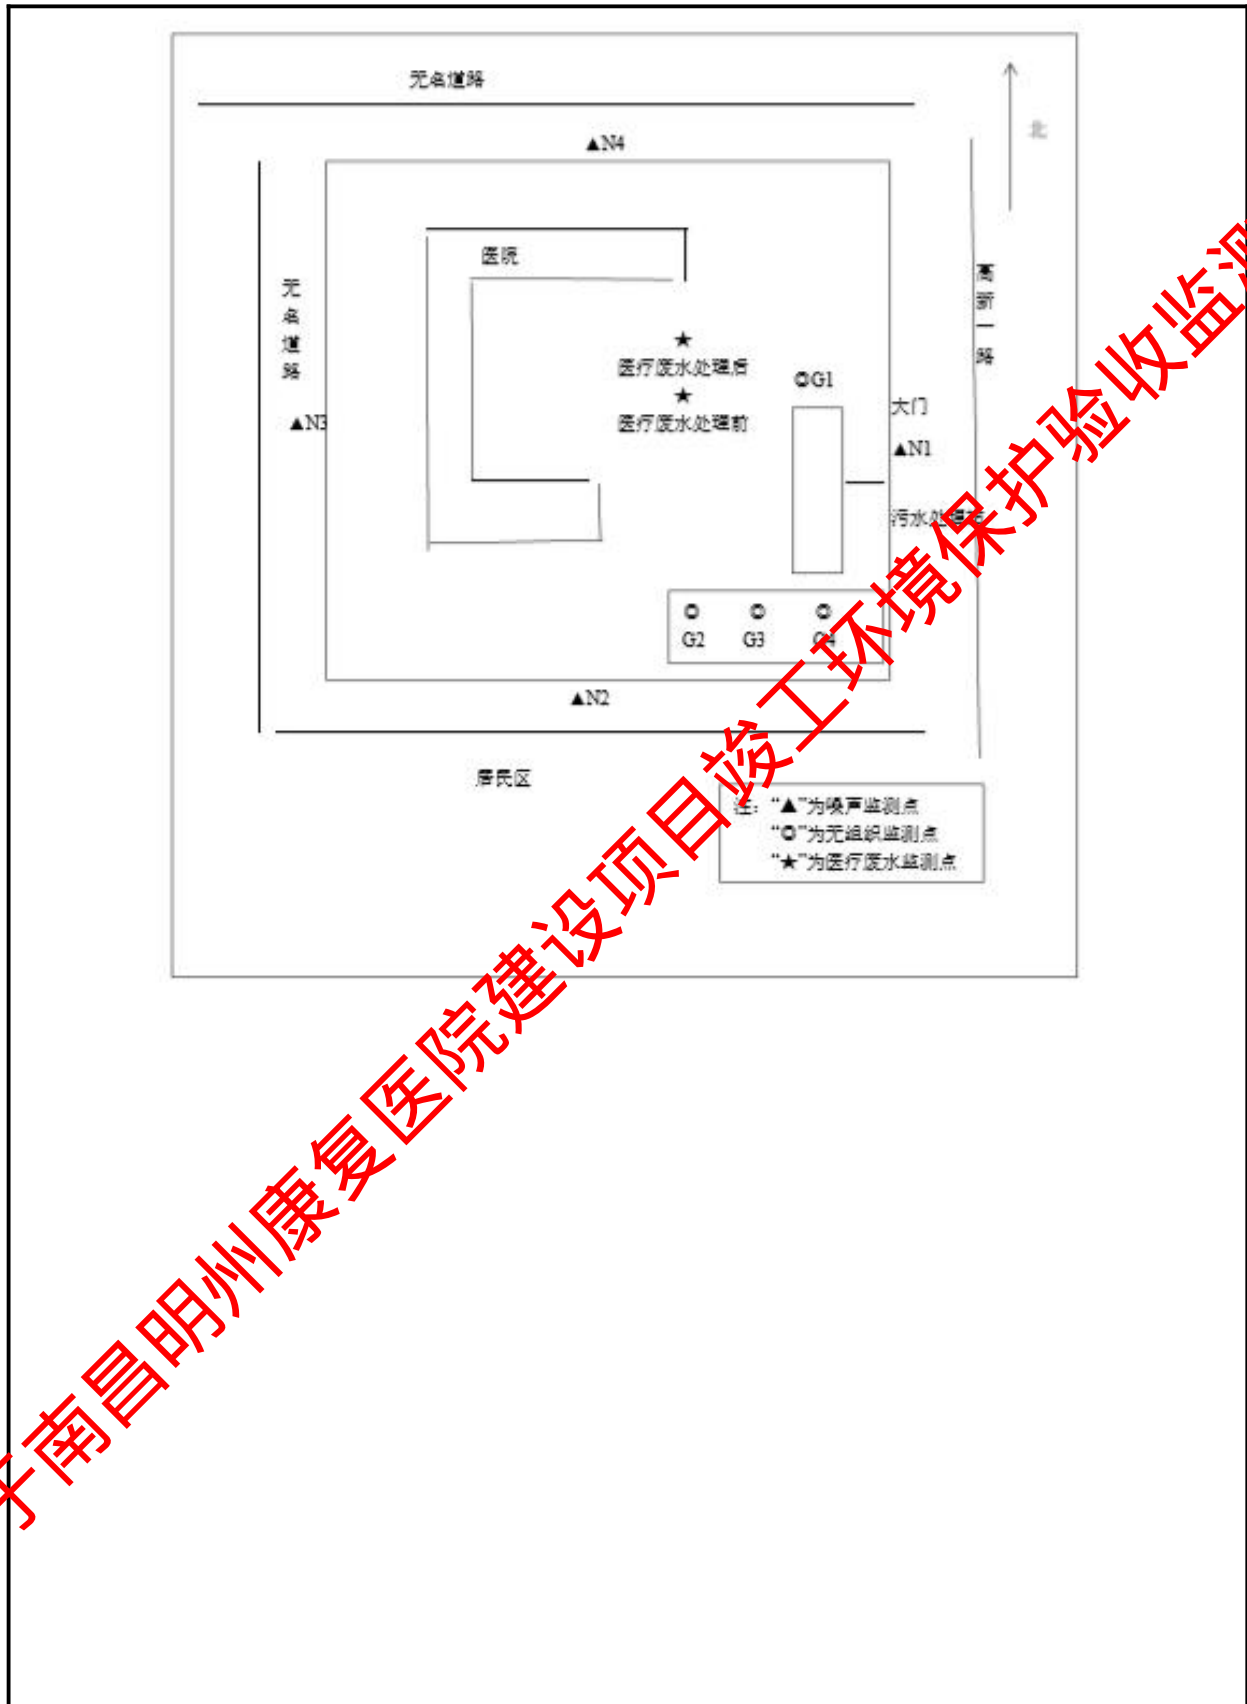 无名道路
北
▲N4
医院
高新一路
无名道路
★
医疗废水处理后
◎G1
★
医疗废水处理前
大门
▲N3
▲N1
污水处理站
◎ ◎ ◎
G2 G3 G4
▲N2
居民区
注：“▲”为噪声监测点
“◎”为无组织监测点
“★”为医疗废水监测点
于南昌明州康复医院建设项目竣工环境保护验收监测